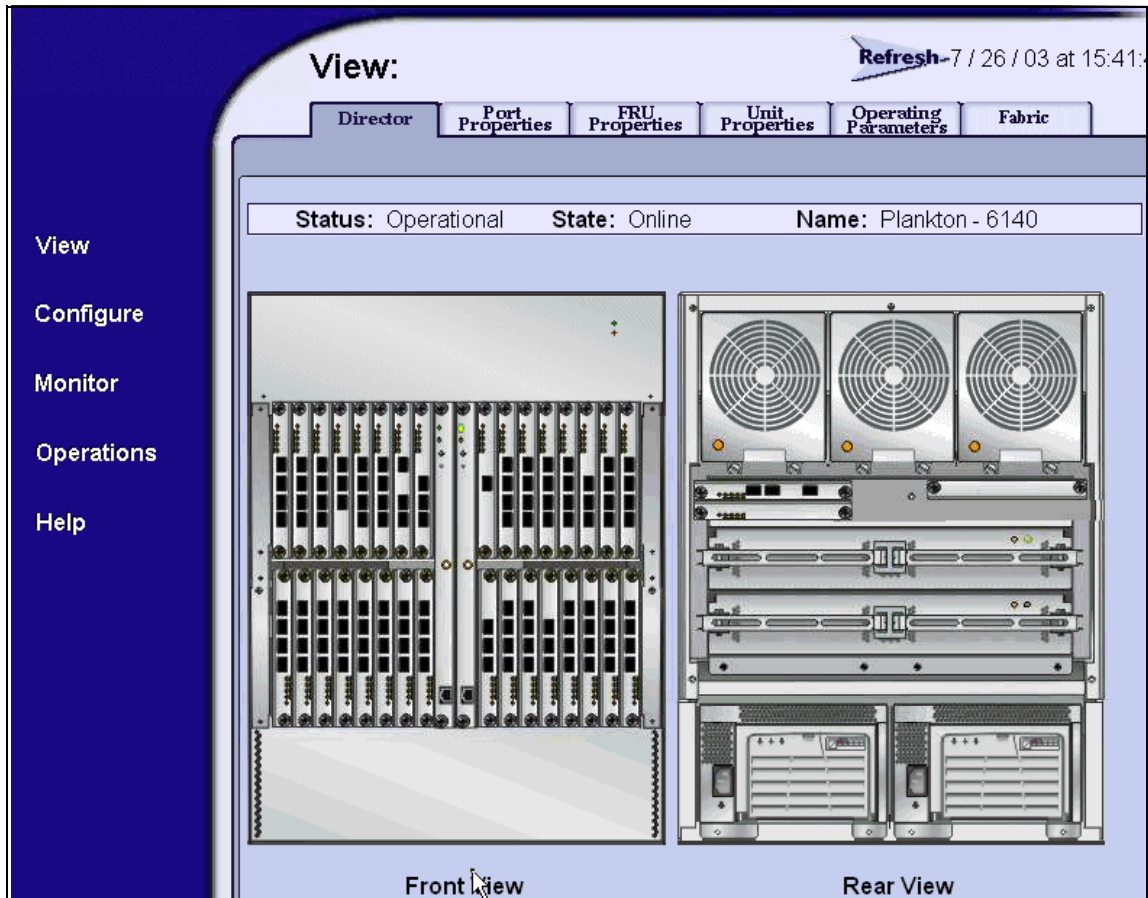 View:
Refresh - 7 / 26 / 03 at 15:41:
Director
Port Properties
FRU Properties
Unit Properties
Operating Parameters
Fabric
Status: Operational State: Online Name: Plankton - 6140
View
Configure
Monitor
Operations
Help
Front View
Rear View